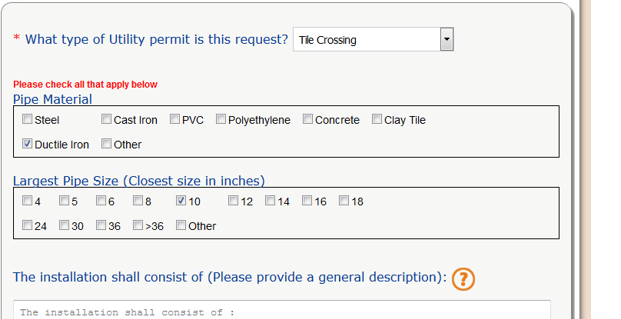 * What type of Utility permit is this request? Tile Crossing
Please check all that apply below
Pipe Material
Steel Cast Iron PVC Polyethylene Concrete Clay Tile
Ductile Iron Other
Largest Pipe Size (Closest size in inches)
4 5 6 8 10 12 14 16 18
24 30 36 >36 Other
The installation shall consist of (Please provide a general description): ?
The installation shall consist of :